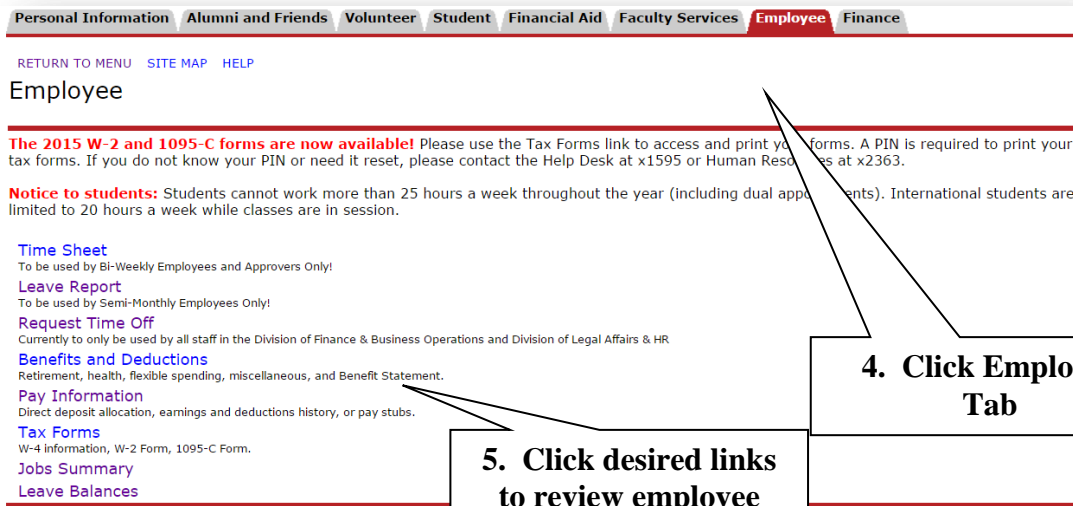 Personal Information Alumni and Friends Volunteer Student Financial Aid Faculty Services Employee Finance
RETURN TO MENU SITE MAP HELP
Employee
The 2015 W-2 and 1095-C forms are now available! Please use the Tax Forms link to access and print your forms. A PIN is required to print your
tax forms. If you do not know your PIN or need it reset, please contact the Help Desk at x1595 or Human Resources at x2363.
Notice to students: Students cannot work more than 25 hours a week throughout the year (including dual appointments). International students are
limited to 20 hours a week while classes are in session.
Time Sheet
To be used by Bi-Weekly Employees and Approvers Only!
Leave Report
To be used by Semi-Monthly Employees Only!
Request Time Off
Currently to only be used by all staff in the Division of Finance & Business Operations and Division of Legal Affairs & HR
Benefits and Deductions
Retirement, health, flexible spending, miscellaneous, and Benefit Statement.
Pay Information
Direct deposit allocation, earnings and deductions history, or pay stubs.
Tax Forms
W-4 information, W-2 Form, 1095-C Form.
Jobs Summary
Leave Balances
4. Click Emplo
Tab
5. Click desired links
to review employee